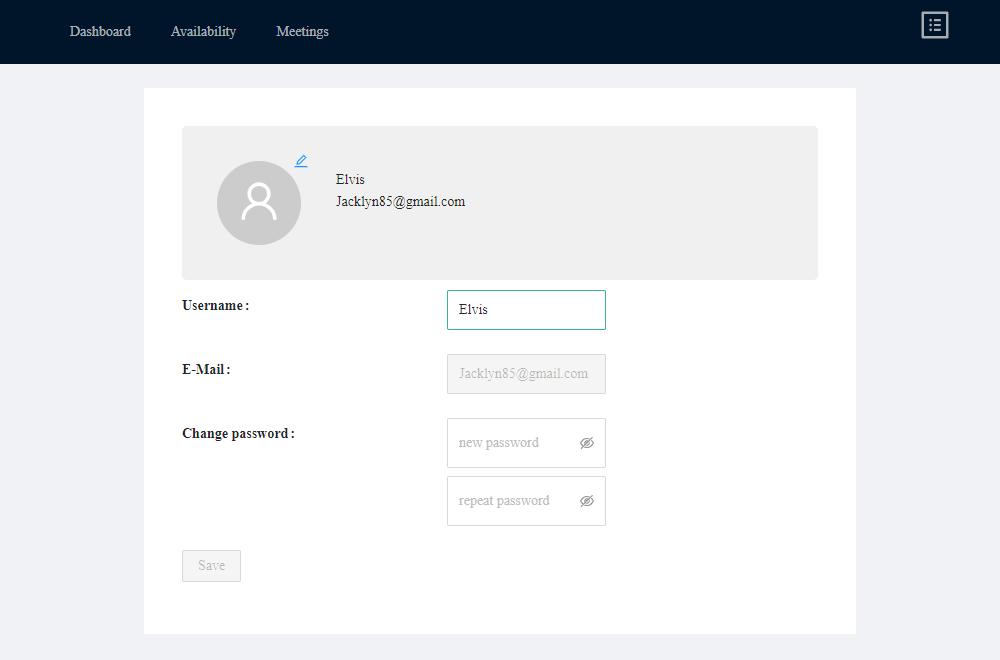 Dashboard Availability Meetings
Elvis
Jacklyn85@gmail.com
Username :
Elvis
E-Mail :
Jacklyn85@gmail.com
Change password :
new password
repeat password
Save